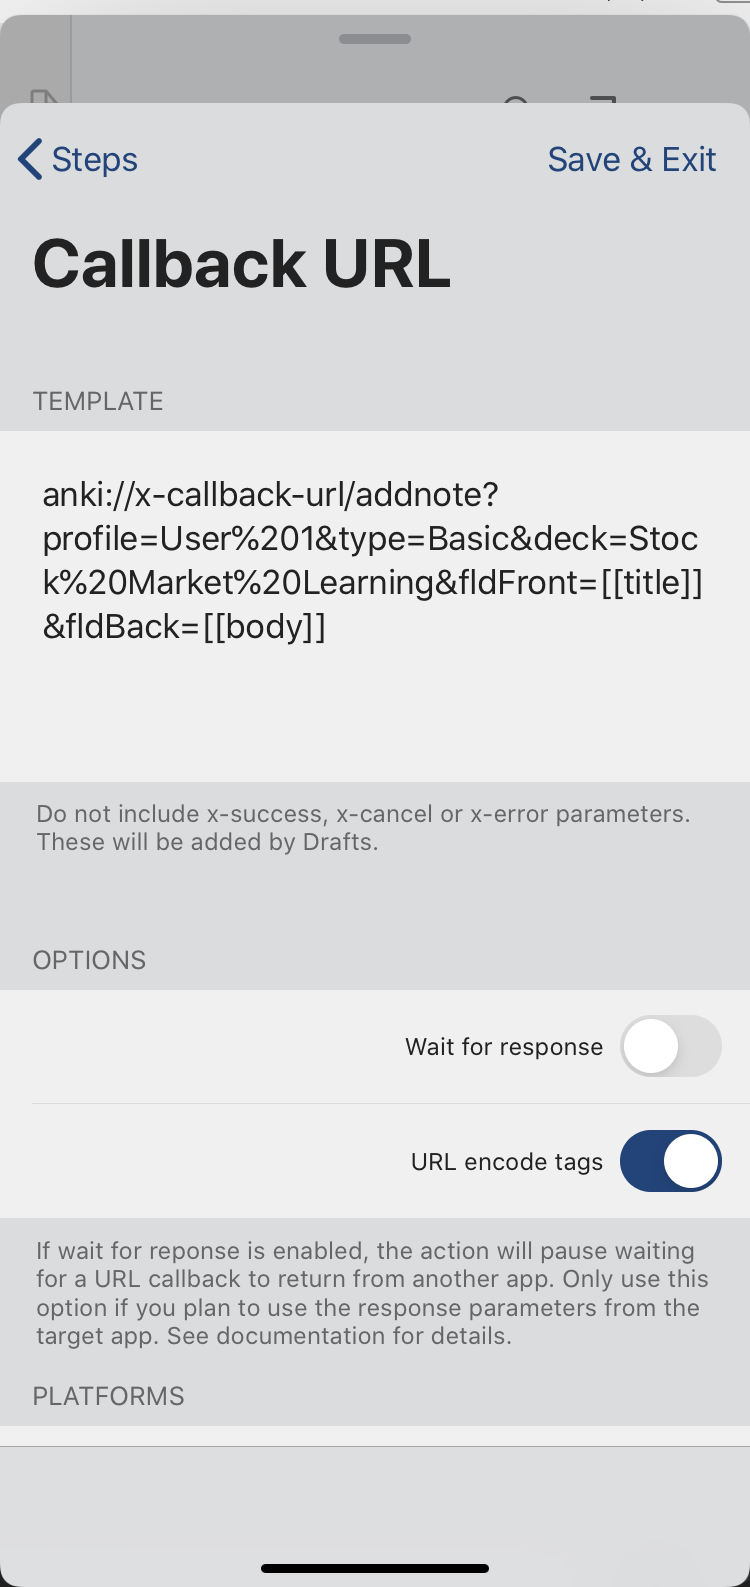 Steps
Save & Exit
Callback URL
TEMPLATE
anki://x-callback-url/addnote?
profile=User%201&type=Basic&deck=Stoc
k%20Market%20Learning&fldFront=[[title]]
&fldBack=[[body]]
Do not include x-success, x-cancel or x-error parameters.
These will be added by Drafts.
OPTIONS
Wait for response
URL encode tags
If wait for reponse is enabled, the action will pause waiting
for a URL callback to return from another app. Only use this
option if you plan to use the response parameters from the
target app. See documentation for details.
PLATFORMS